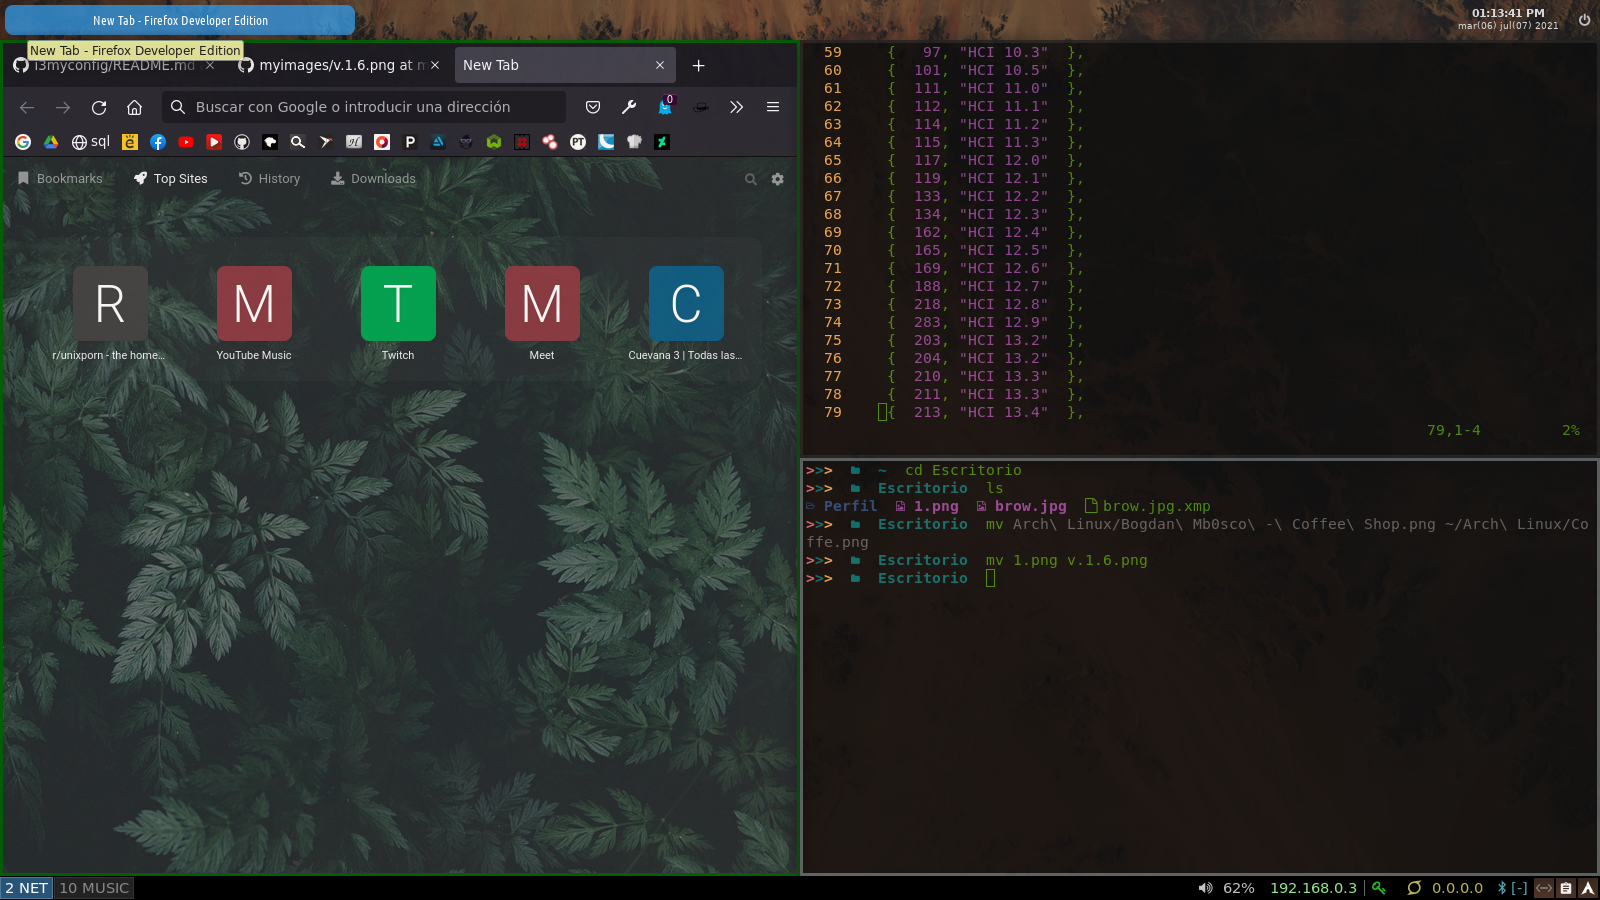 New Tab - Firefox Developer Edition
01:13:41 PM
mar(06) jul(07) 2021
New Tab - Firefox Developer Edition
i3myconfig/README.md
myimages/v.1.6.png at m
New Tab
Buscar con Google o introducir una dirección
0
sql
Bookmarks
Top Sites
History
Downloads
R
M
T
M
C
r/unixporn - the home...
YouTube Music
Twitch
Meet
Cuevana 3 | Todas las...
59 { 97, "HCI 10.3" },
60 { 101, "HCI 10.5" },
61 { 111, "HCI 11.0" },
62 { 112, "HCI 11.1" },
63 { 114, "HCI 11.2" },
64 { 115, "HCI 11.3" },
65 { 117, "HCI 12.0" },
66 { 119, "HCI 12.1" },
67 { 133, "HCI 12.2" },
68 { 134, "HCI 12.3" },
69 { 162, "HCI 12.4" },
70 { 165, "HCI 12.5" },
71 { 169, "HCI 12.6" },
72 { 188, "HCI 12.7" },
73 { 218, "HCI 12.8" },
74 { 283, "HCI 12.9" },
75 { 203, "HCI 13.2" },
76 { 204, "HCI 13.2" },
77 { 210, "HCI 13.3" },
78 { 211, "HCI 13.3" },
79 { 213, "HCI 13.4" },
79,1-4 2%
>>> ~ cd Escritorio
>>> Escritorio ls
Perfil 1.png brow.jpg brow.jpg.xmp
>>> Escritorio mv Arch\ Linux/Bogdan\ Mb0sco\ -\ Coffee\ Shop.png ~/Arch\ Linux/Co
ffe.png
>>> Escritorio mv 1.png v.1.6.png
>>> Escritorio
2 NET
10 MUSIC
62%
192.168.0.3
0.0.0.0
[-]